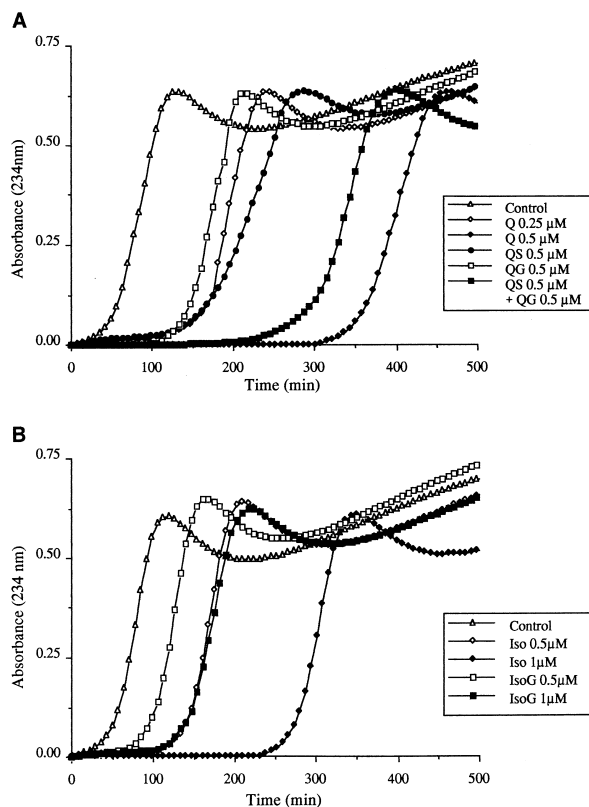 A
0.75
0.50
0.25
0.00
Absorbance (234nm)
0
100
200
300
400
500
Time (min)
Control
Q 0.25 µM
Q 0.5 µM
QS 0.5 µM
QG 0.5 µM
QS 0.5 µM
+ QG 0.5 µM
B
0.75
0.50
0.25
0.00
Absorbance (234 nm)
0
100
200
300
400
500
Time (min)
Control
Iso 0.5µM
Iso 1µM
IsoG 0.5µM
IsoG 1µM